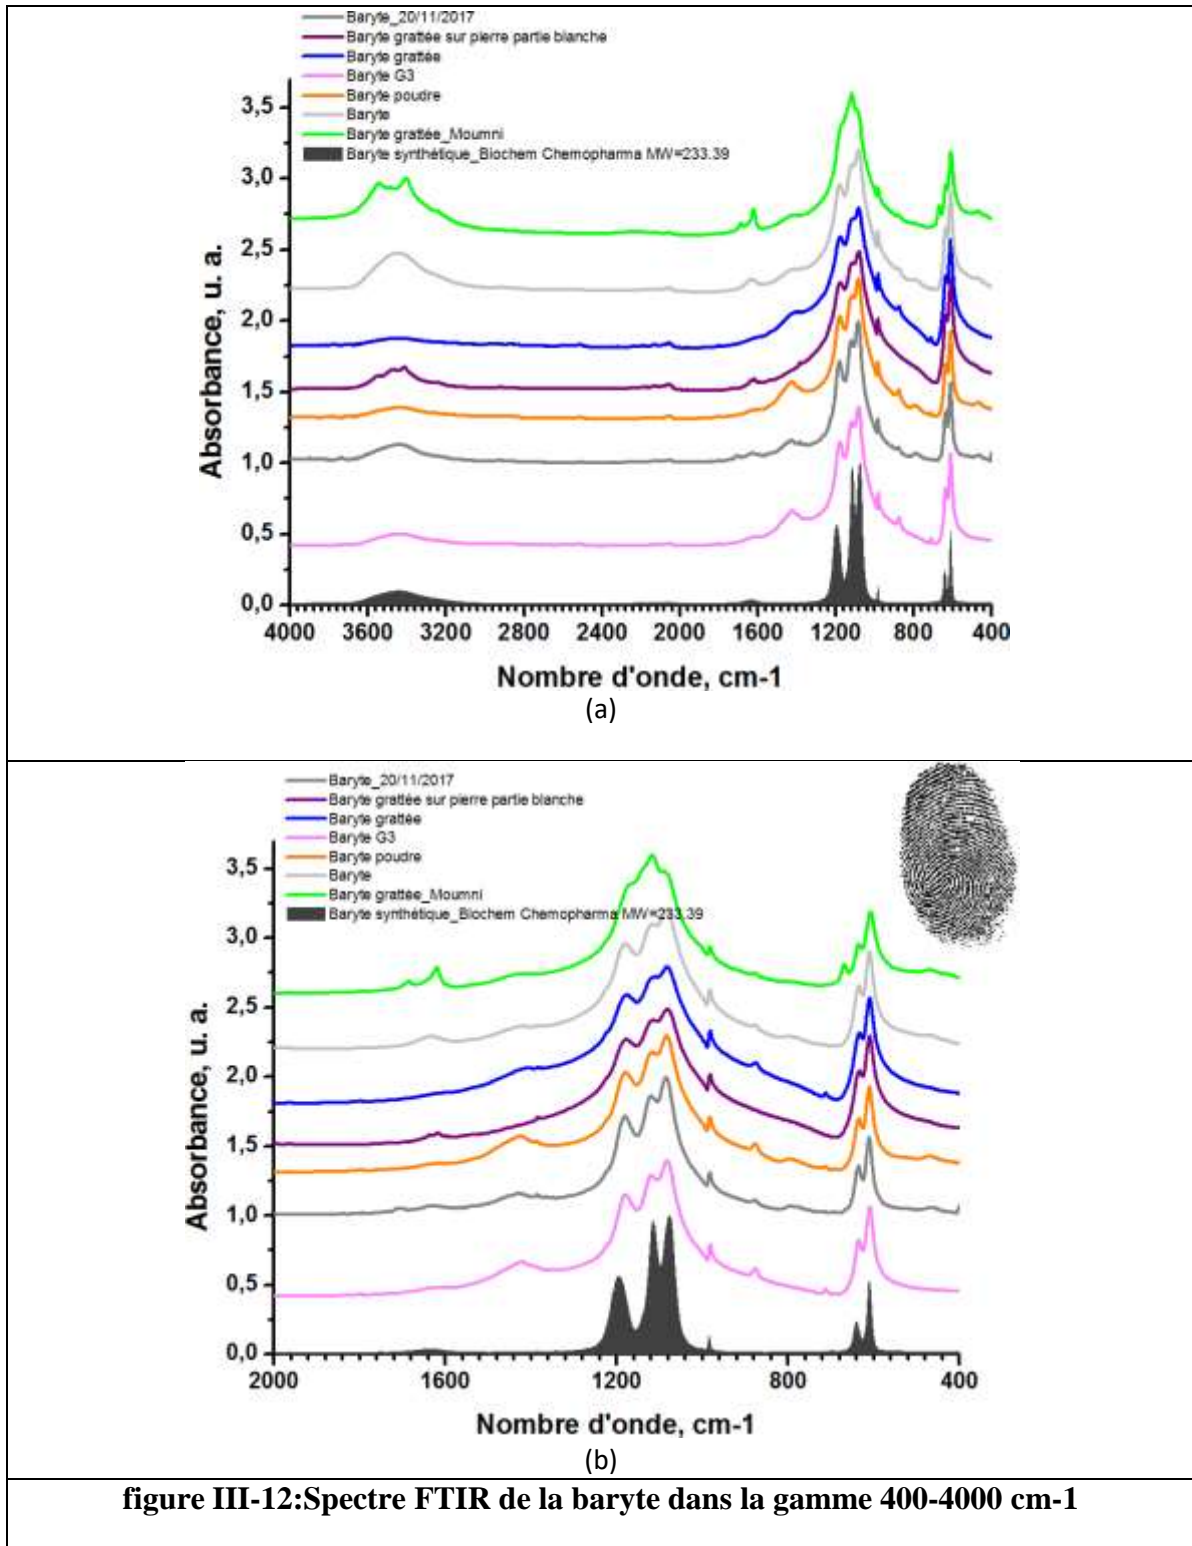 Baryte_20/11/2017
Baryte grattée sur pierre partie blanche
Baryte grattée
Baryte G3
Baryte poudre
Baryte
Baryte grattée_Moumni
Baryte synthétique_Biochem Chemopharma MW=233.39
3,5
3,0
2,5
2,0
1,5
1,0
0,5
0,0
Absorbance, u. a.
4000 3600 3200 2800 2400 2000 1600 1200 800 400
Nombre d'onde, cm-1
(a)
Baryte_20/11/2017
Baryte grattée sur pierre partie blanche
Baryte grattée
Baryte G3
Baryte poudre
Baryte
Baryte grattée_Moumni
Baryte synthétique_Biochem Chemopharma MW=233.39
3,5
3,0
2,5
2,0
1,5
1,0
0,5
0,0
Absorbance, u. a.
2000 1600 1200 800 400
Nombre d'onde, cm-1
(b)
figure III-12:Spectre FTIR de la baryte dans la gamme 400-4000 cm-1